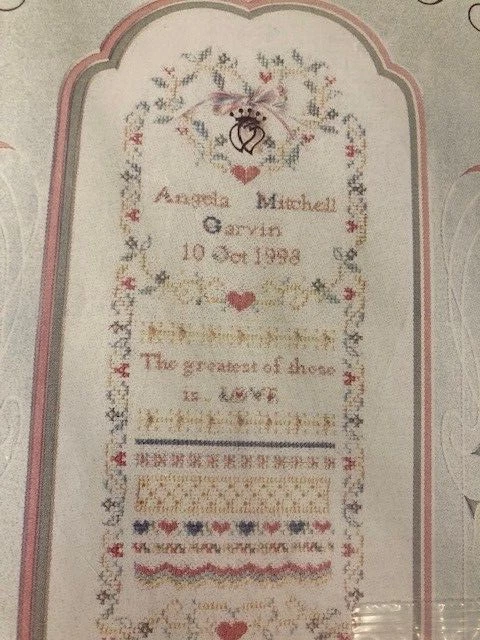 Angela Mitchell
Garvin
10 Oct 1998
The greatest of these
is LOVE